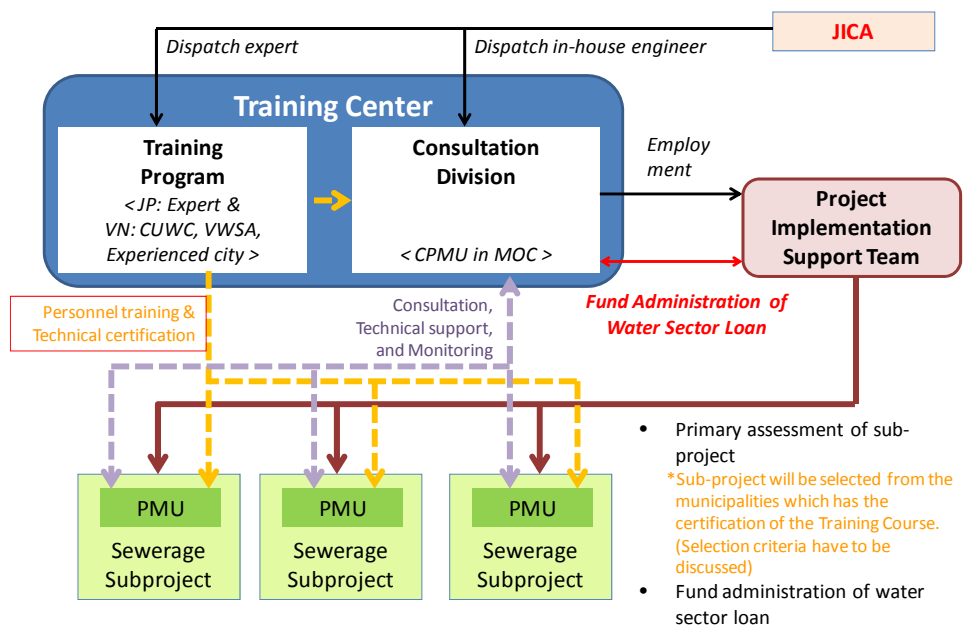 JICA
Dispatch expert
Dispatch in-house engineer
Training Center
Training
Program
< JP: Expert &
VN: CUWC, VWSA,
Experienced city >
Consultation
Division
< CPMU in MOC >
Employ
ment
Project
Implementation
Support Team
Fund Administration of
Water Sector Loan
Personnel training &
Technical certification
Consultation,
Technical support,
and Monitoring
PMU
Sewerage
Subproject
PMU
Sewerage
Subproject
PMU
Sewerage
Subproject
• Primary assessment of sub-
project
*Sub-project will be selected from the
municipalities which has the
certification of the Training Course.
(Selection criteria have to be
discussed)
• Fund administration of water
sector loan